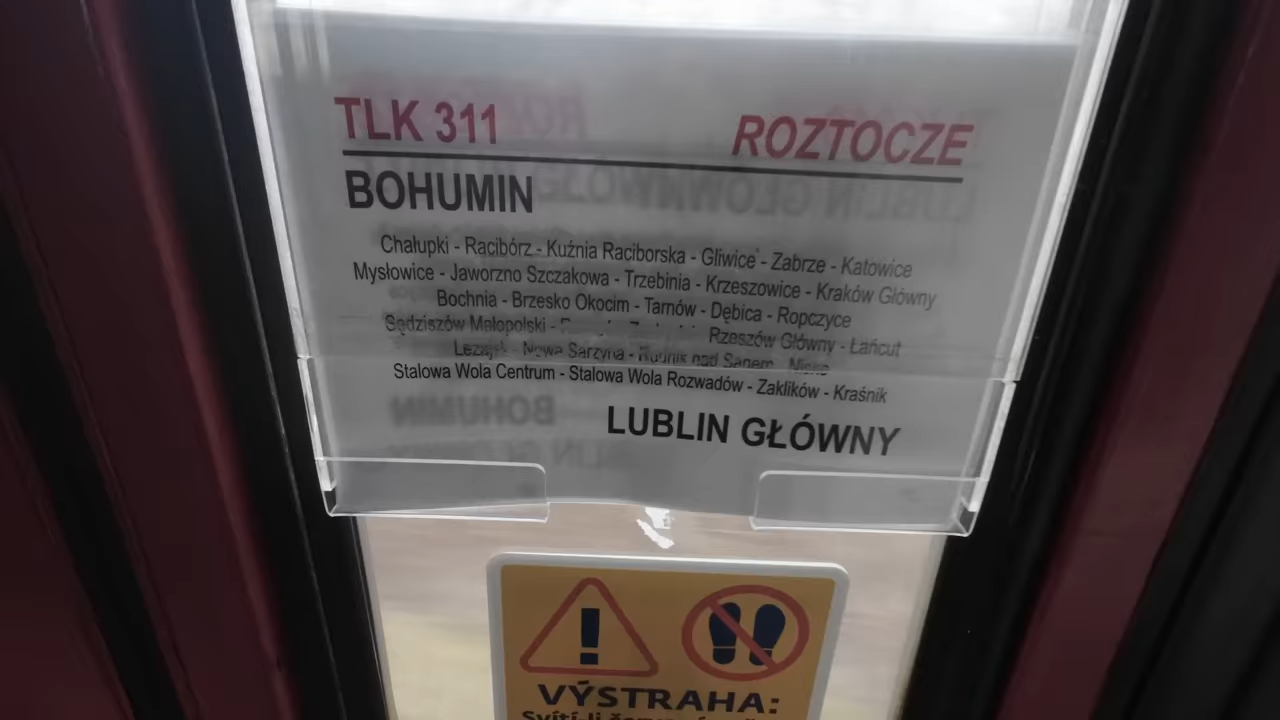 TLK 311 ROZTOCZE
BOHUMIN
Chałupki - Racibórz - Kuźnia Raciborska - Gliwice - Zabrze - Katowice
Mysłowice - Jaworzno Szczakowa - Trzebinia - Krzeszowice - Kraków Główny
Bochnia - Brzesko Okocim - Tarnów - Dębica - Ropczyce
Sędziszów Małopolski - Rzeszów Główny - Łańcut
Leżajsk - Nowa Sarzyna - Rudnik nad Sanem - Nisko
Stalowa Wola Centrum - Stalowa Wola Rozwadów - Zaklików - Kraśnik
LUBLIN GŁÓWNY
VÝSTRAHA: